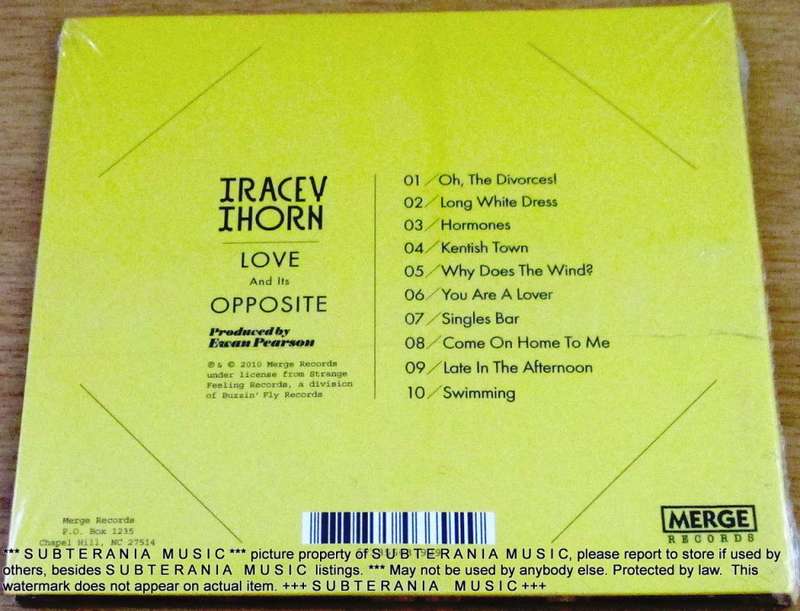 TRACEY
THORN
LOVE
And Its
OPPOSITE
Produced by
Ewan Pearson
℗ & © 2010 Merge Records
under license from Strange
Feeling Records, a division
of Buzzin' Fly Records
01 / Oh, The Divorces!
02 / Long White Dress
03 / Hormones
04 / Kentish Town
05 / Why Does The Wind?
06 / You Are A Lover
07 / Singles Bar
08 / Come On Home To Me
09 / Late In The Afternoon
10 / Swimming
Merge Records
P.O. Box 1235
Chapel Hill, NC 27514
MERGE
RECORDS
*** S U B T E R A N I A M U S I C *** picture property of S U B T E R A N I A M U S I C, please report to store if used by
others, besides S U B T E R A N I A M U S I C listings. *** May not be used by anybody else. Protected by law. This
watermark does not appear on actual item. +++ S U B T E R A N I A M U S I C +++